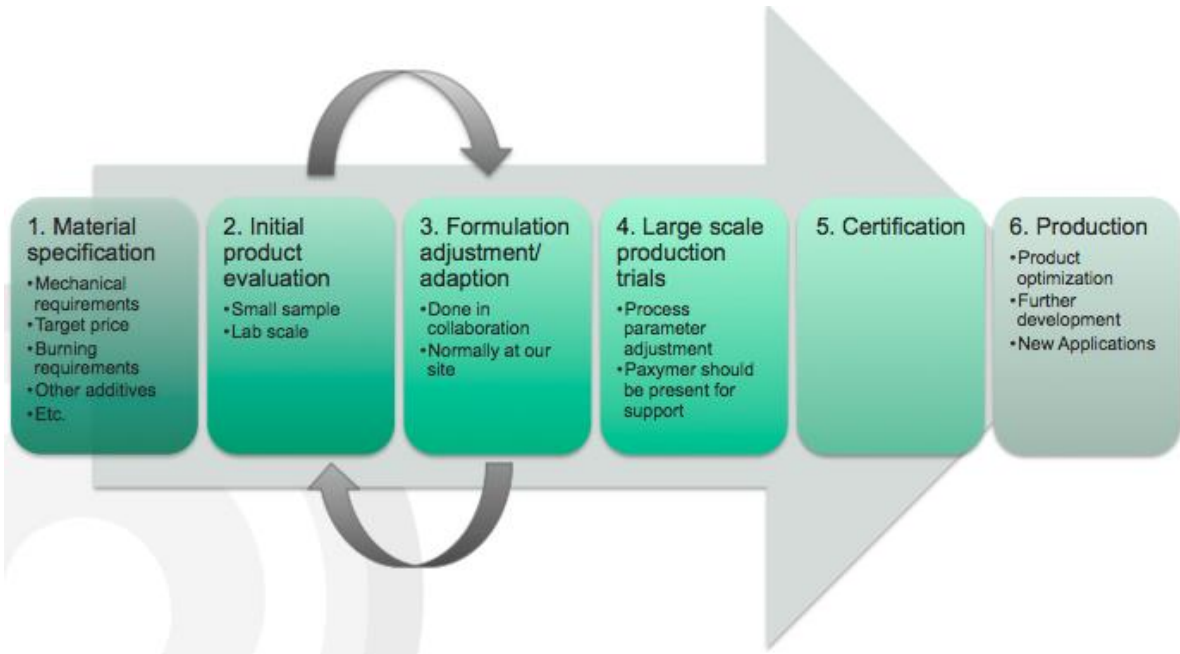 1. Material
specification
•Mechanical
requirements
•Target price
•Burning
requirements
•Other additives
•Etc.
2. Initial
product
evaluation
•Small sample
•Lab scale
3. Formulation
adjustment/
adaption
•Done in
collaboration
•Normally at our
site
4. Large scale
production
trials
•Process
parameter
adjustment
•Paxymer should
be present for
support
5. Certification
6. Production
•Product
optimization
•Further
development
•New Applications